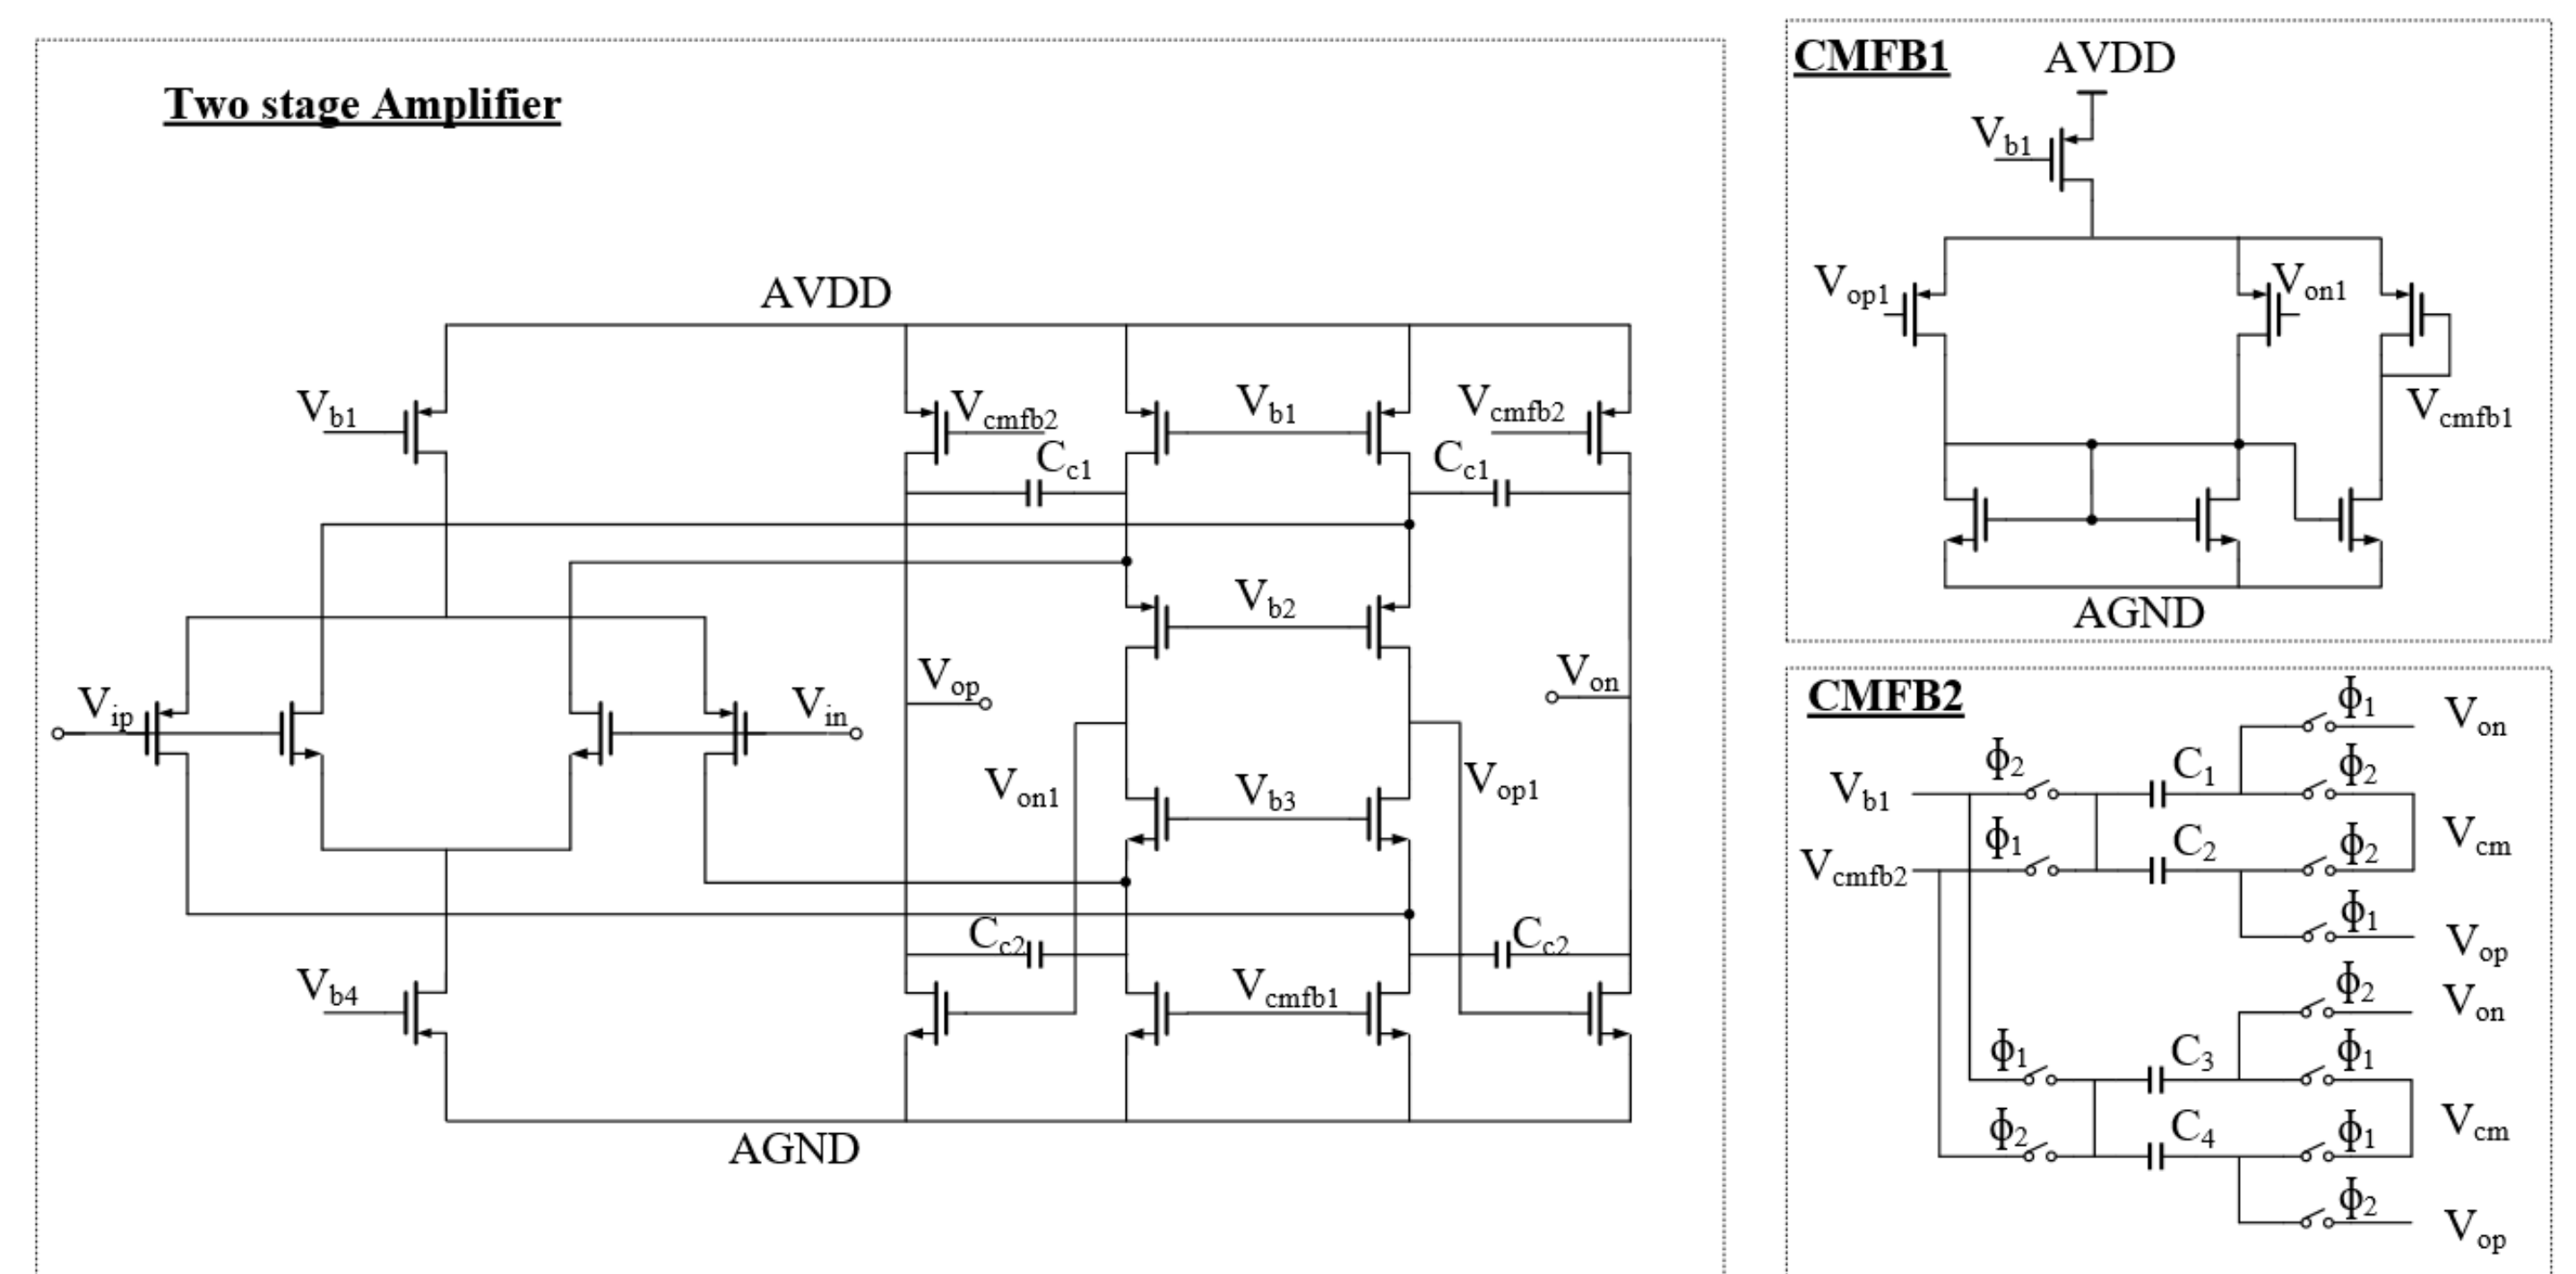 Two stage Amplifier
AVDD
Vb1
Vcmfb2
Vb1
Vcmfb2
Cc1
Cc1
Vb2
Vip
Vin
Vop
Von
Von1
Vb3
Vop1
Cc2
Cc2
Vb4
Vcmfb1
AGND
CMFB1
AVDD
Vb1
Vop1
Von1
Vcmfb1
AGND
CMFB2
ϕ1
Von
ϕ2
C1
ϕ2
Vb1
Vcm
ϕ1
C2
ϕ2
Vcmfb2
ϕ1
Vop
ϕ2
Von
ϕ1
C3
ϕ1
Vcm
ϕ2
C4
ϕ1
ϕ2
Vop